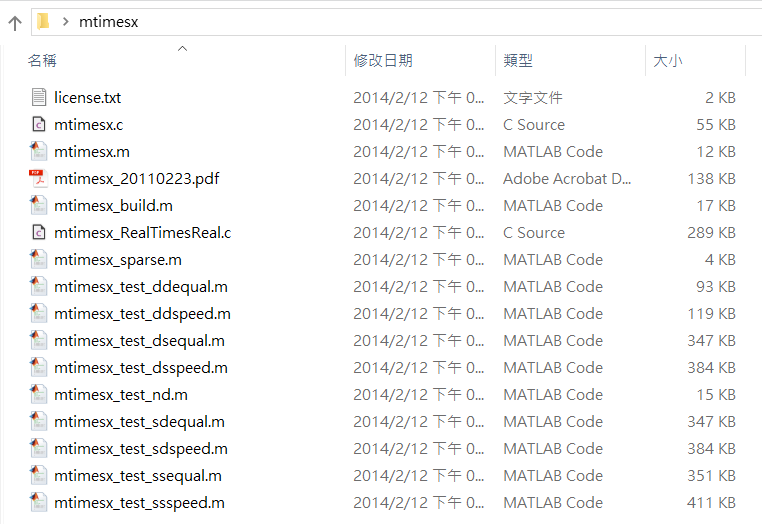 mtimesx
名稱 修改日期 類型 大小
license.txt 2014/2/12 下午 0... 文字文件 2 KB
mtimesx.c 2014/2/12 下午 0... C Source 55 KB
mtimesx.m 2014/2/12 下午 0... MATLAB Code 12 KB
mtimesx_20110223.pdf 2014/2/12 下午 0... Adobe Acrobat D... 138 KB
mtimesx_build.m 2014/2/12 下午 0... MATLAB Code 17 KB
mtimesx_RealTimesReal.c 2014/2/12 下午 0... C Source 289 KB
mtimesx_sparse.m 2014/2/12 下午 0... MATLAB Code 4 KB
mtimesx_test_ddequal.m 2014/2/12 下午 0... MATLAB Code 93 KB
mtimesx_test_ddspeed.m 2014/2/12 下午 0... MATLAB Code 119 KB
mtimesx_test_dsequal.m 2014/2/12 下午 0... MATLAB Code 347 KB
mtimesx_test_dsspeed.m 2014/2/12 下午 0... MATLAB Code 384 KB
mtimesx_test_nd.m 2014/2/12 下午 0... MATLAB Code 15 KB
mtimesx_test_sdequal.m 2014/2/12 下午 0... MATLAB Code 347 KB
mtimesx_test_sdspeed.m 2014/2/12 下午 0... MATLAB Code 384 KB
mtimesx_test_ssequal.m 2014/2/12 下午 0... MATLAB Code 351 KB
mtimesx_test_ssspeed.m 2014/2/12 下午 0... MATLAB Code 411 KB